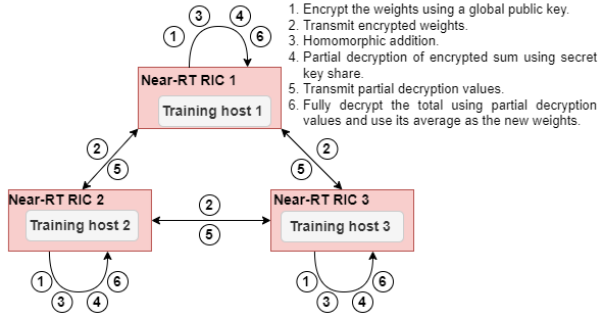 1. Encrypt the weights using a global public key.
2. Transmit encrypted weights.
3. Homomorphic addition.
4. Partial decryption of encrypted sum using secret
key share.
5. Transmit partial decryption values.
6. Fully decrypt the total using partial decryption
values and use its average as the new weights.
3 4
1 6
Near-RT RIC 1
Training host 1
2 2
5 5
Near-RT RIC 2
Training host 2
2
5
Near-RT RIC 3
Training host 3
1 6
3 4
1 6
3 4